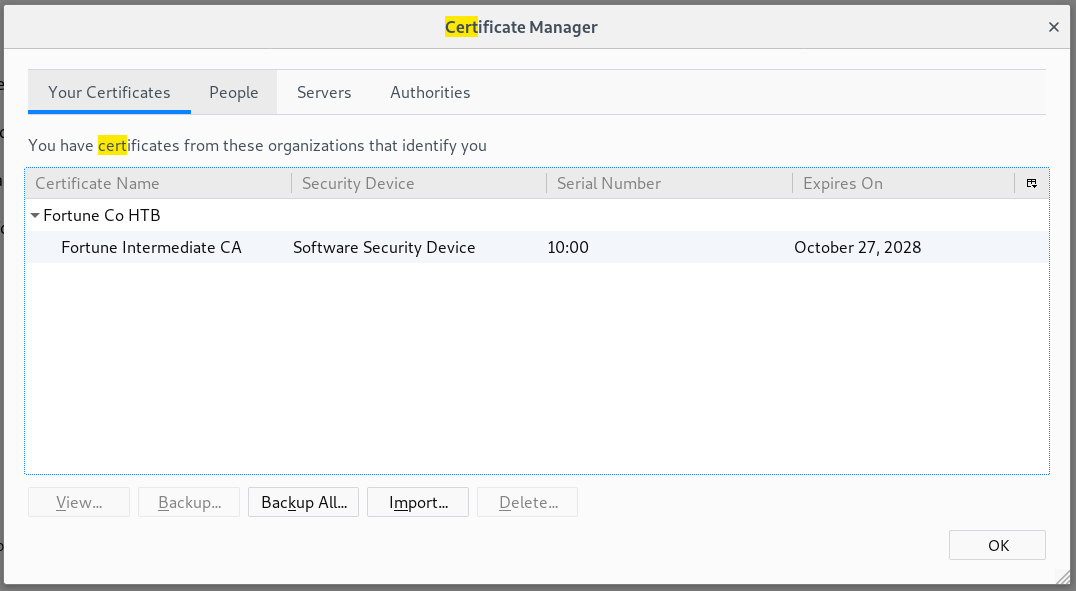 Certificate Manager
Your Certificates People Servers Authorities
You have certificates from these organizations that identify you
Certificate Name Security Device Serial Number Expires On
Fortune Co HTB
Fortune Intermediate CA Software Security Device 10:00 October 27, 2028
View... Backup... Backup All... Import... Delete...
OK